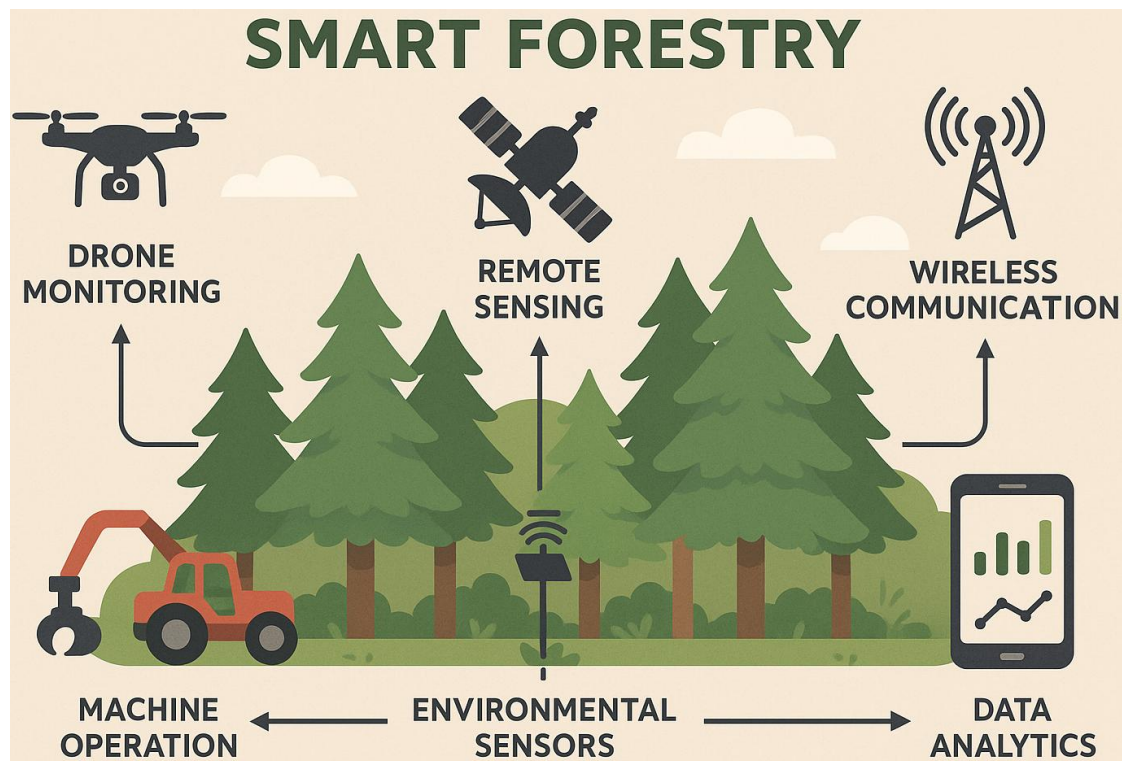 SMART FORESTRY
DRONE
MONITORING
REMOTE
SENSING
WIRELESS
COMMUNICATION
MACHINE
OPERATION
ENVIRONMENTAL
SENSORS
DATA
ANALYTICS